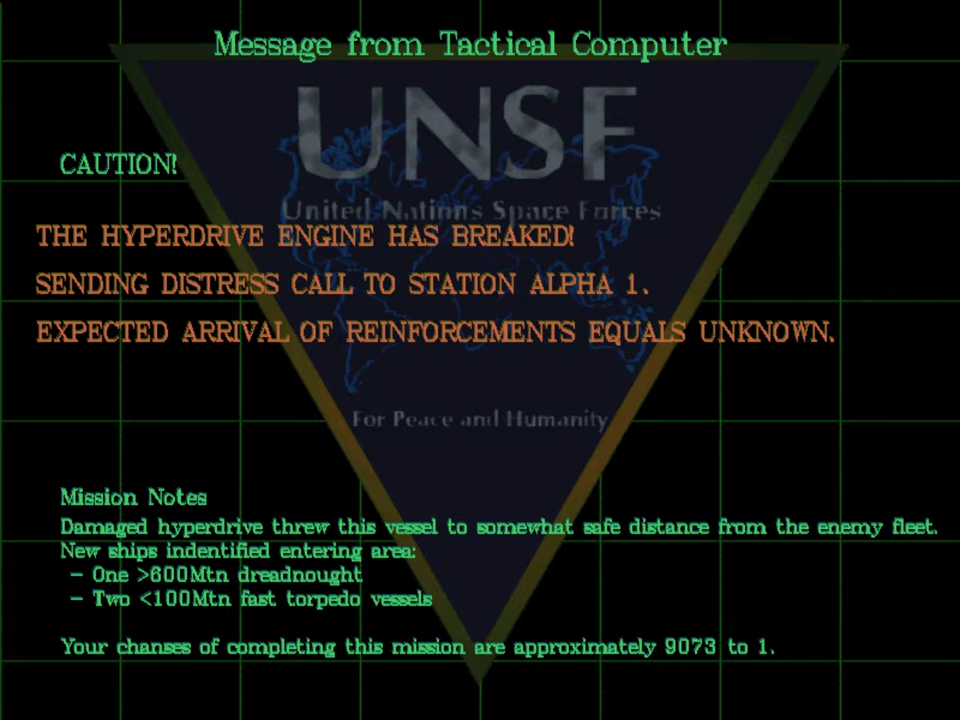 Message from Tactical Computer
UNSF
CAUTION!
United Nations Space Forces
THE HYPERDRIVE ENGINE HAS BREAKED!
SENDING DISTRESS CALL TO STATION ALPHA 1.
EXPECTED ARRIVAL OF REINFORCEMENTS EQUALS UNKNOWN.
For Peace and Humanity
Mission Notes
Damaged hyperdrive threw this vessel to somewhat safe distance from the enemy fleet.
New ships indentified entering area:
- One >600Mtn dreadnought
- Two <100Mtn fast torpedo vessels
Your chanses of completing this mission are approximately 9073 to 1.